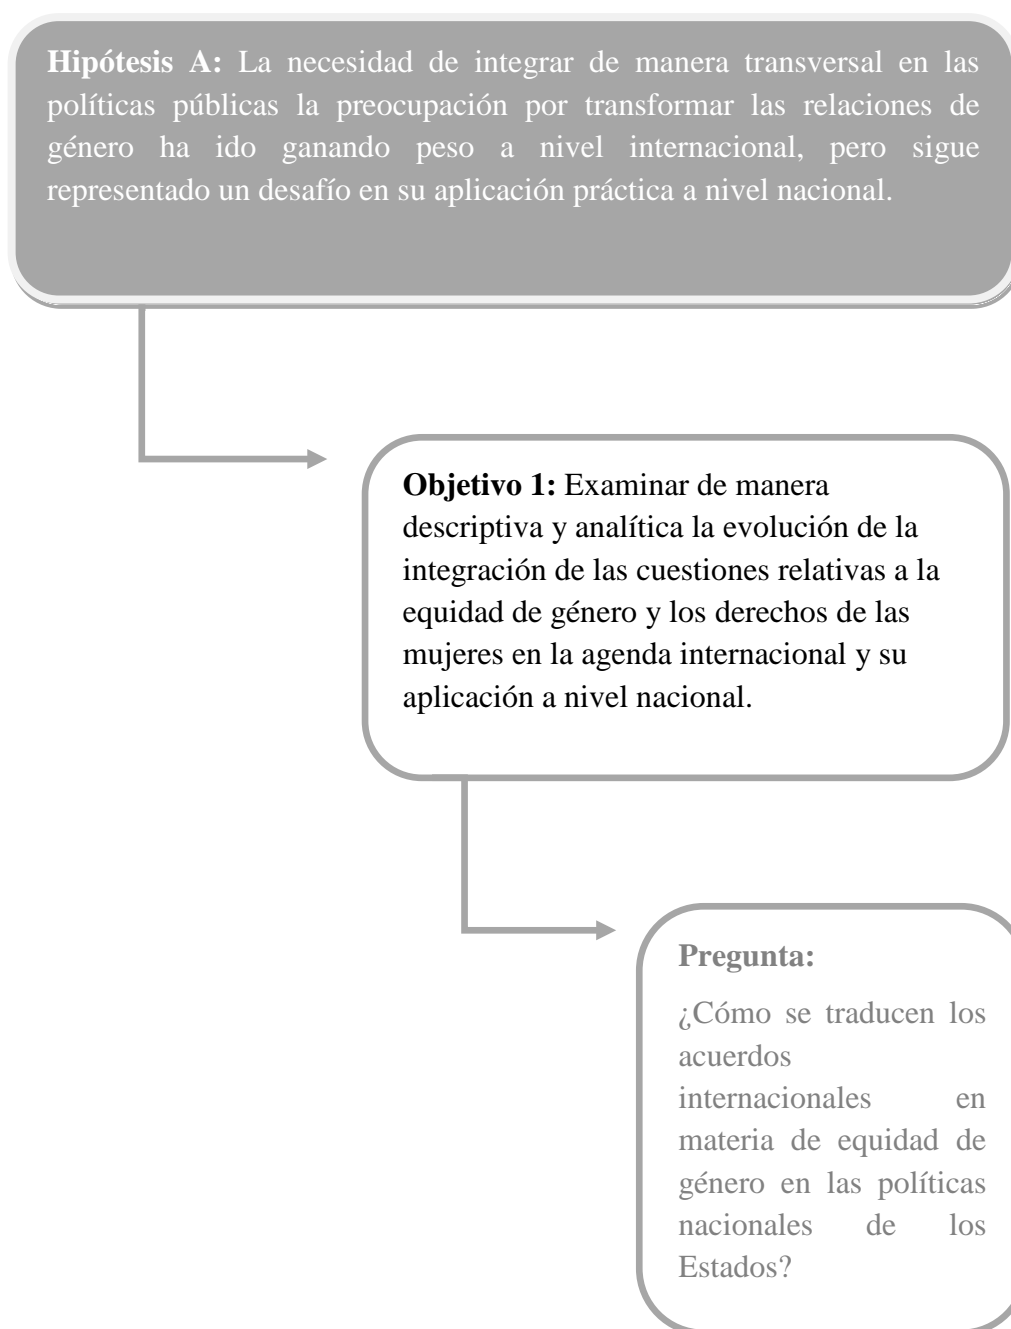 Hipótesis A: La necesidad de integrar de manera transversal en las
políticas públicas la preocupación por transformar las relaciones de
género ha ido ganando peso a nivel internacional, pero sigue
representado un desafío en su aplicación práctica a nivel nacional.
Objetivo 1: Examinar de manera
descriptiva y analítica la evolución de la
integración de las cuestiones relativas a la
equidad de género y los derechos de las
mujeres en la agenda internacional y su
aplicación a nivel nacional.
Pregunta:
¿Cómo se traducen los
acuerdos
internacionales en
materia de equidad de
género en las políticas
nacionales de los
Estados?